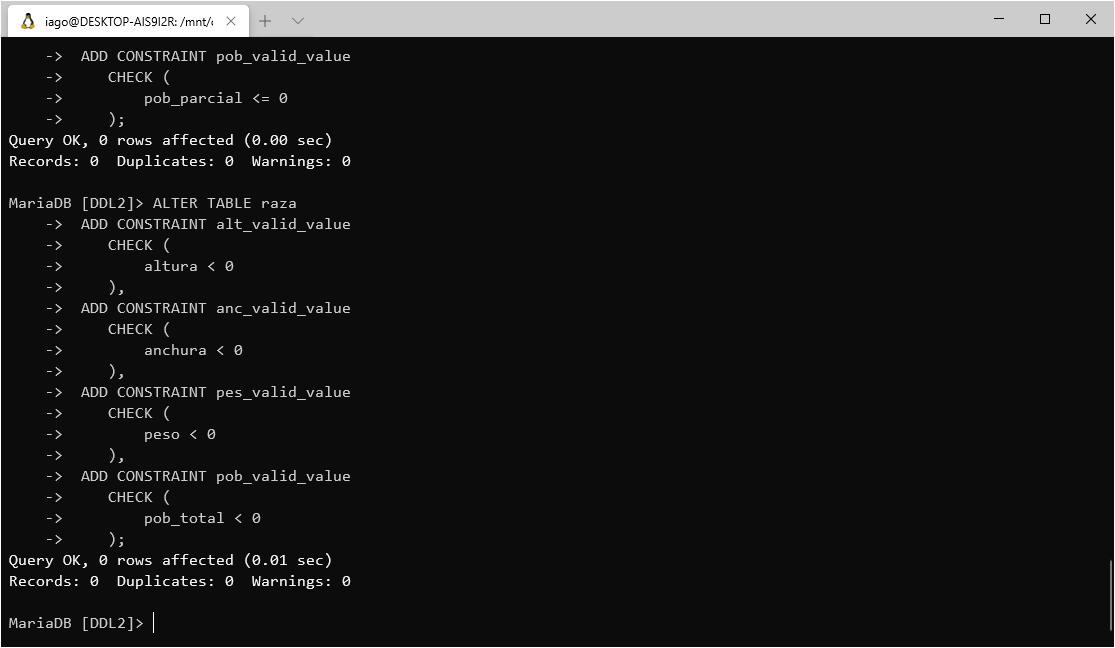 iago@DESKTOP-AIS9I2R: /mnt/c
-> ADD CONSTRAINT pob_valid_value
-> CHECK (
-> pob_parcial <= 0
-> );
Query OK, 0 rows affected (0.00 sec)
Records: 0 Duplicates: 0 Warnings: 0
MariaDB [DDL2]> ALTER TABLE raza
-> ADD CONSTRAINT alt_valid_value
-> CHECK (
-> altura < 0
-> ),
-> ADD CONSTRAINT anc_valid_value
-> CHECK (
-> anchura < 0
-> ),
-> ADD CONSTRAINT pes_valid_value
-> CHECK (
-> peso < 0
-> ),
-> ADD CONSTRAINT pob_valid_value
-> CHECK (
-> pob_total < 0
-> );
Query OK, 0 rows affected (0.01 sec)
Records: 0 Duplicates: 0 Warnings: 0
MariaDB [DDL2]>